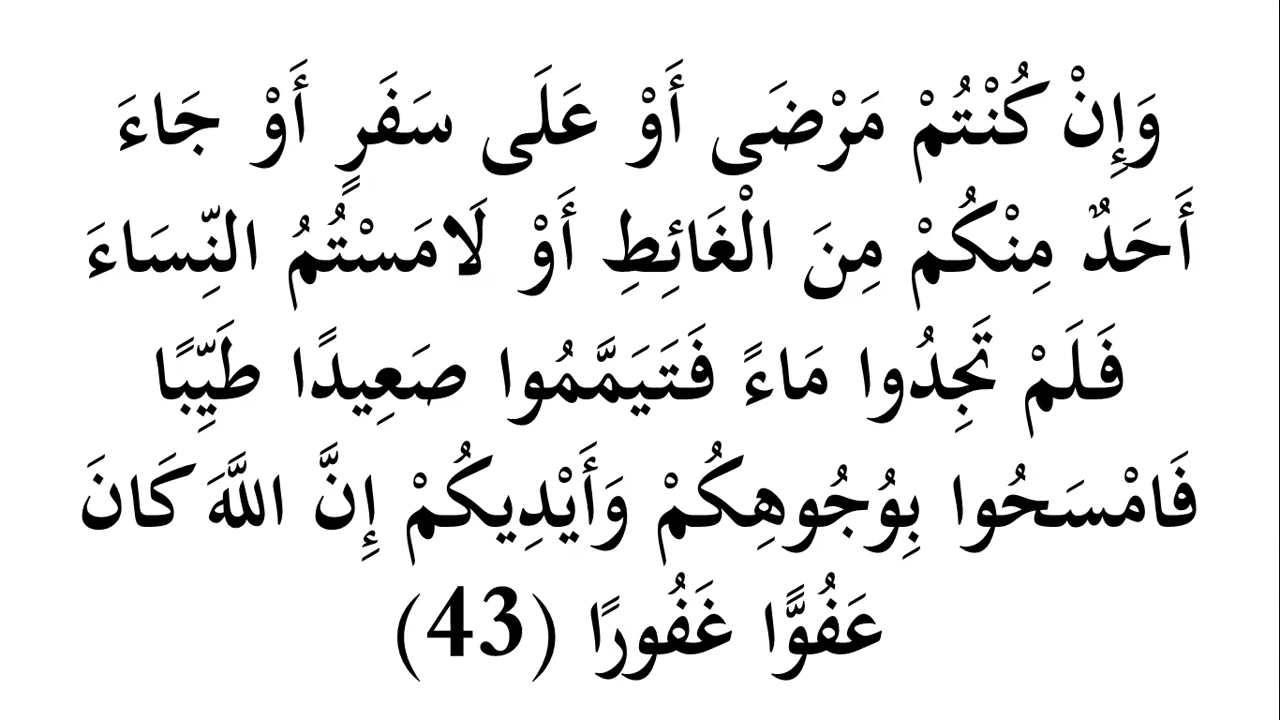 وَإِنْ كُنْتُمْ مَرْضَى أَوْ عَلَى سَفَرٍ أَوْ جَاءَ
أَحَدٌ مِنْكُمْ مِنَ الْغَائِطِ أَوْ لَامَسْتُمُ النِّسَاءَ
فَلَمْ تَجِدُوا مَاءً فَتَيَمَّمُوا صَعِيدًا طَيِّبًا
فَامْسَحُوا بِوُجُوهِكُمْ وَأَيْدِيكُمْ إِنَّ اللَّهَ كَانَ
عَفُوًّا غَفُورًا (43)